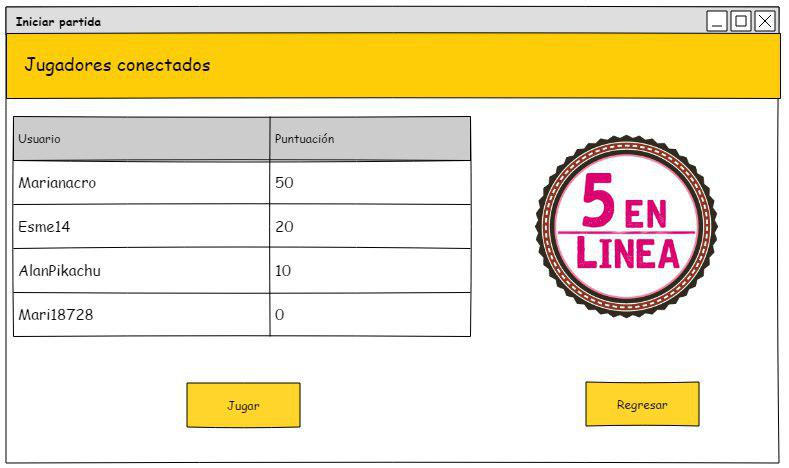 Iniciar partida
Jugadores conectados
Usuario Puntuación
Marianacro 50
Esme14 20
AlanPikachu 10
Mari18728 0
5 EN
LINEA
Jugar Regresar